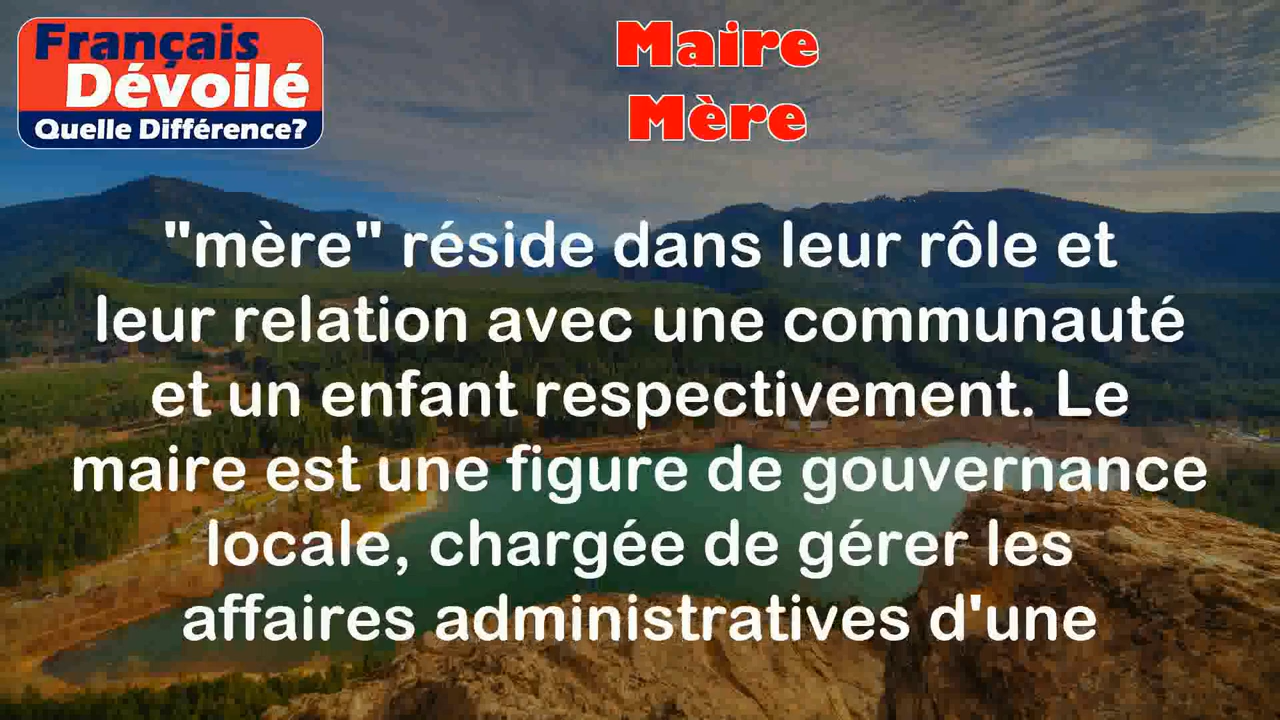 Français
Dévoilé
Quelle Différence?
Maire
Mère
"mère" réside dans leur rôle et
leur relation avec une communauté
et un enfant respectivement. Le
maire est une figure de gouvernance
locale, chargée de gérer les
affaires administratives d'une